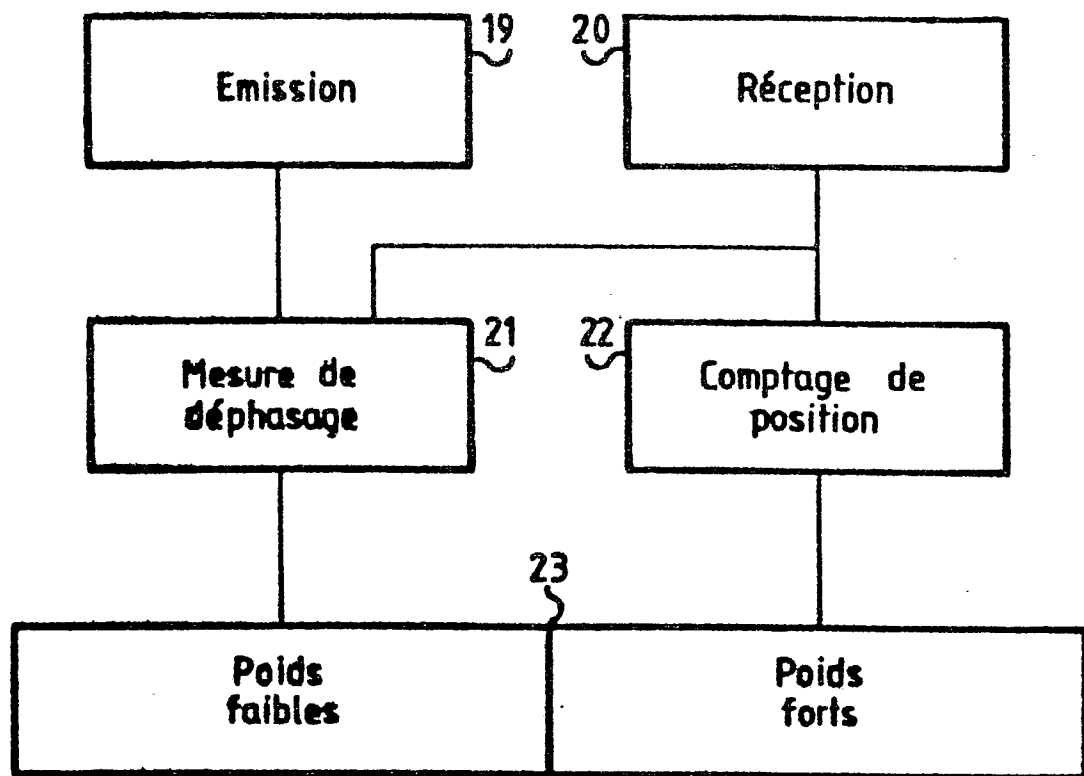 19
20
Emission
Réception
21
22
Mesure de
déphasage
Comptage de
position
23
Poids
faibles
Poids
forts